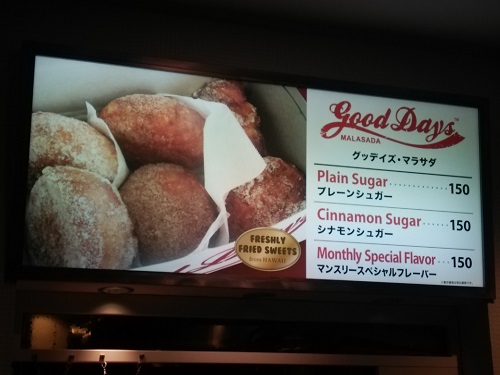 Good Days
MALASADA
グッデイズ・マラサダ
Plain Sugar.............150
プレーンシュガー
Cinnamon Sugar.....150
シナモンシュガー
Monthly Special Flavor...150
マンスリースペシャルフレーバー
FRESHLY
FRIED SWEETS
from HAWAII